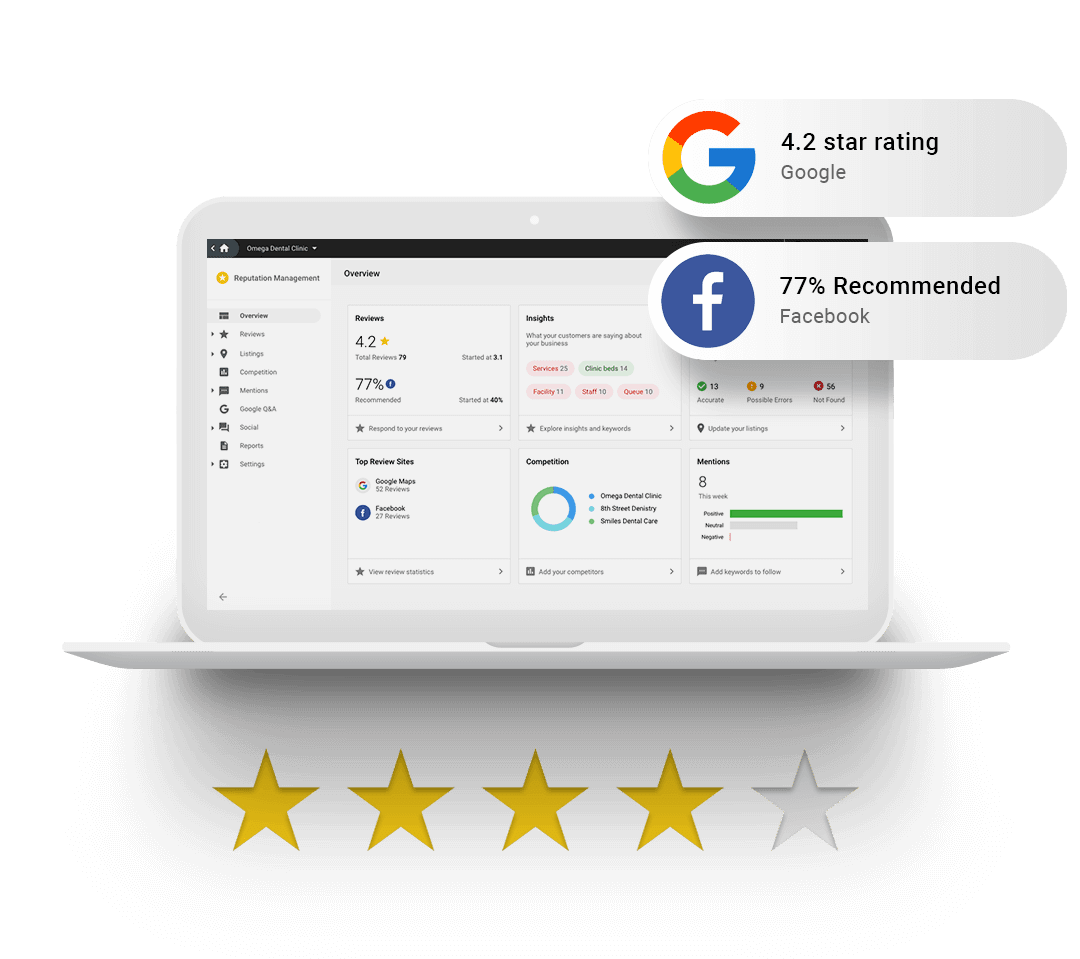 4.2 star rating
Google
77% Recommended
Facebook
Omega Dental Clinic
Reputation Management
Overview
Overview
Reviews
Listings
Competition
Mentions
Google Q&A
Social
Reports
Settings
Reviews
4.2
Total Reviews 79 Started at 3.1
77%
Recommended Started at 40%
Respond to your reviews
Insights
What your customers are saying about
your business
Services 25 Clinic beds 14
Facility 11 Staff 10 Queue 10
Explore insights and keywords
13 9 56
Accurate Possible Errors Not Found
Update your listings
Top Review Sites
Google Maps
52 Reviews
Facebook
27 Reviews
View review statistics
Competition
Omega Dental Clinic
8th Street Denistry
Smiles Dental Care
Add your competitors
Mentions
8
This week
Positive
Neutral
Negative
Add keywords to follow